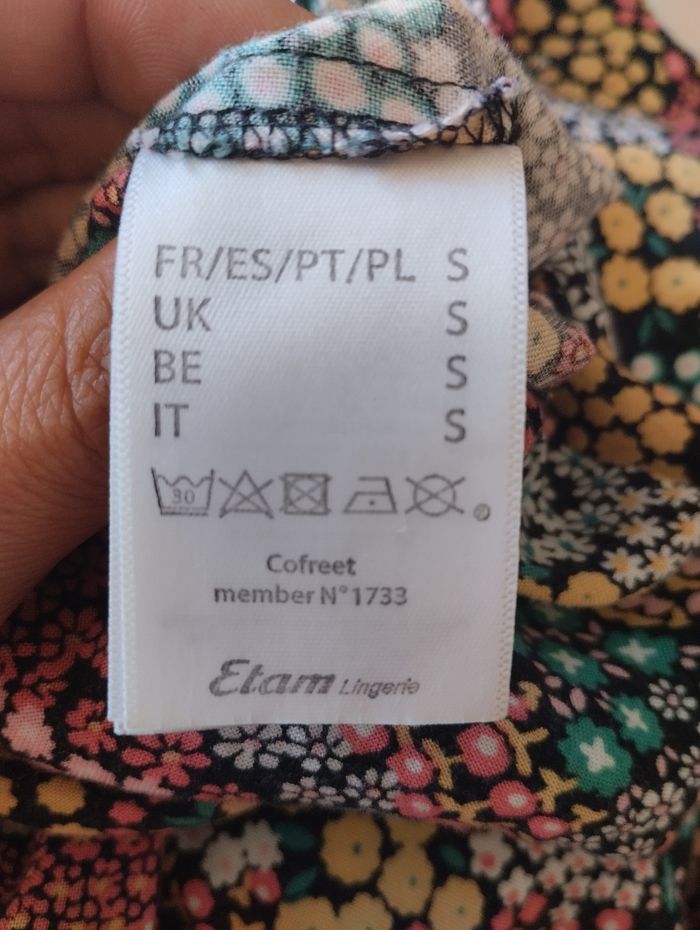 FR/ES/PT/PL S
UK S
BE S
IT S
30
Cofreet
member N°1733
Etam Lingerie